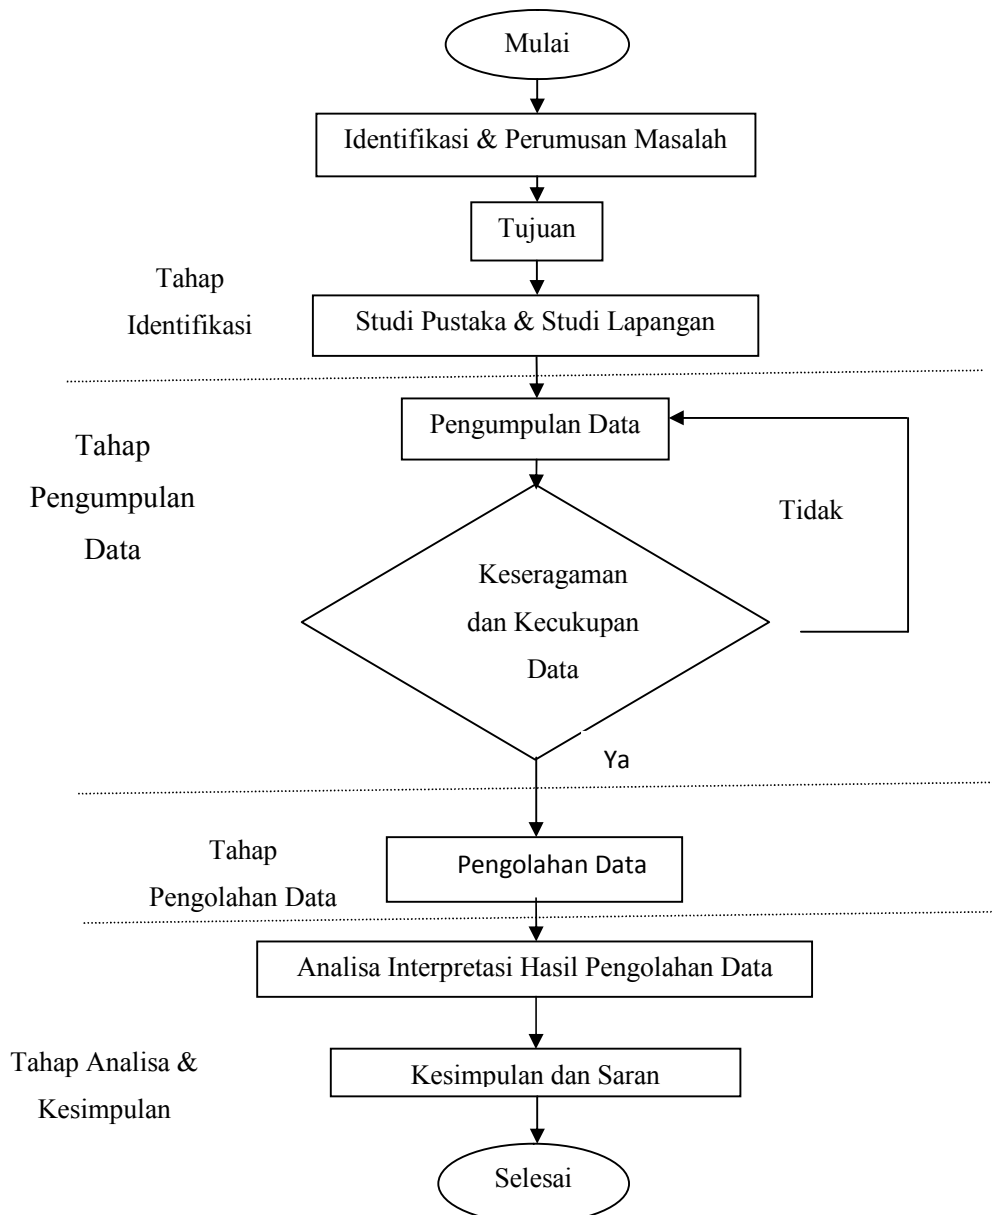 Mulai
Identifikasi & Perumusan Masalah
Tujuan
Tahap
Identifikasi
Studi Pustaka & Studi Lapangan
Pengumpulan Data
Tahap
Pengumpulan
Data
Tidak
Keseragaman
dan Kecukupan
Data
Ya
Tahap
Pengolahan Data
Pengolahan Data
Analisa Interpretasi Hasil Pengolahan Data
Tahap Analisa &
Kesimpulan
Kesimpulan dan Saran
Selesai